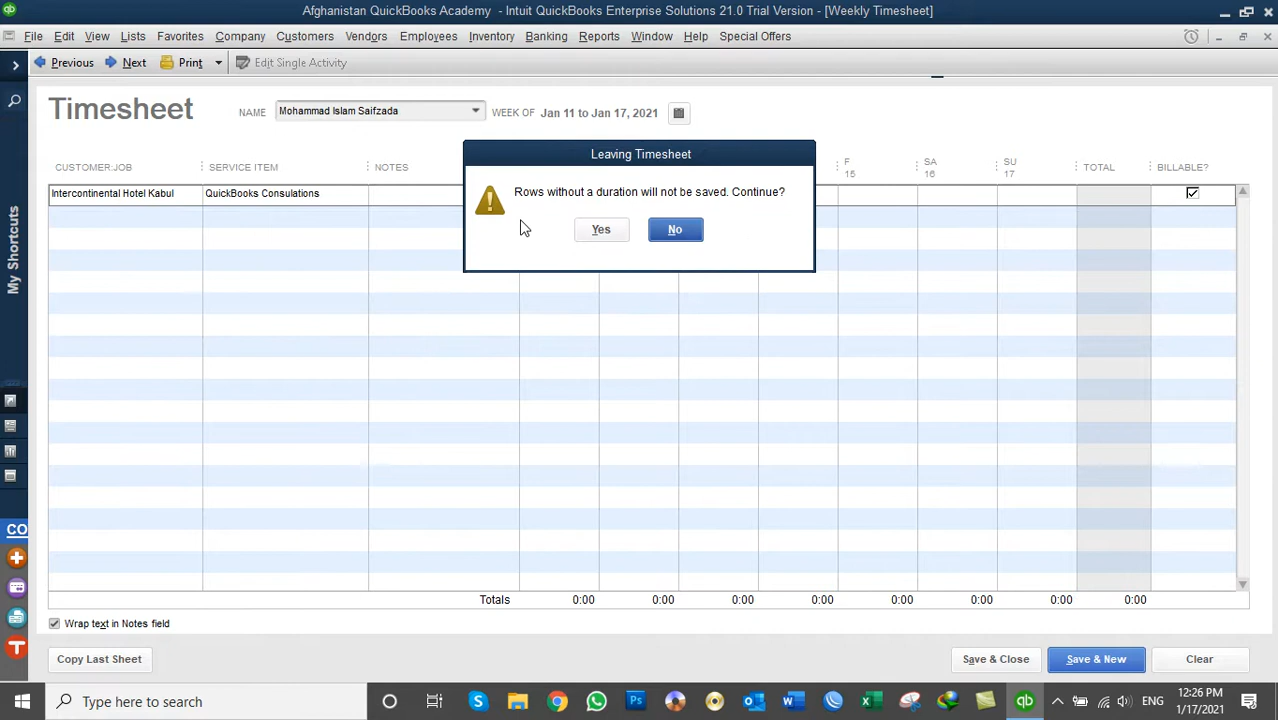 Afghanistan QuickBooks Academy - Intuit QuickBooks Enterprise Solutions 21.0 Trial Version - [Weekly Timesheet]
File Edit View Lists Favorites Company Customers Vendors Employees Inventory Banking Reports Window Help Special Offers
Previous Next Print Edit Single Activity
Timesheet
NAME Mohammad Islam Saifzada WEEK OF Jan 11 to Jan 17, 2021
Leaving Timesheet
Rows without a duration will not be saved. Continue?
Yes No
CUSTOMER:JOB SERVICE ITEM NOTES F 15 SA 16 SU 17 TOTAL BILLABLE?
Intercontinental Hotel Kabul QuickBooks Consulations
My Shortcuts
CO
Totals 0:00 0:00 0:00 0:00 0:00 0:00 0:00 0:00
Wrap text in Notes field
Copy Last Sheet Save & Close Save & New Clear
Type here to search
ENG
12:26 PM
1/17/2021